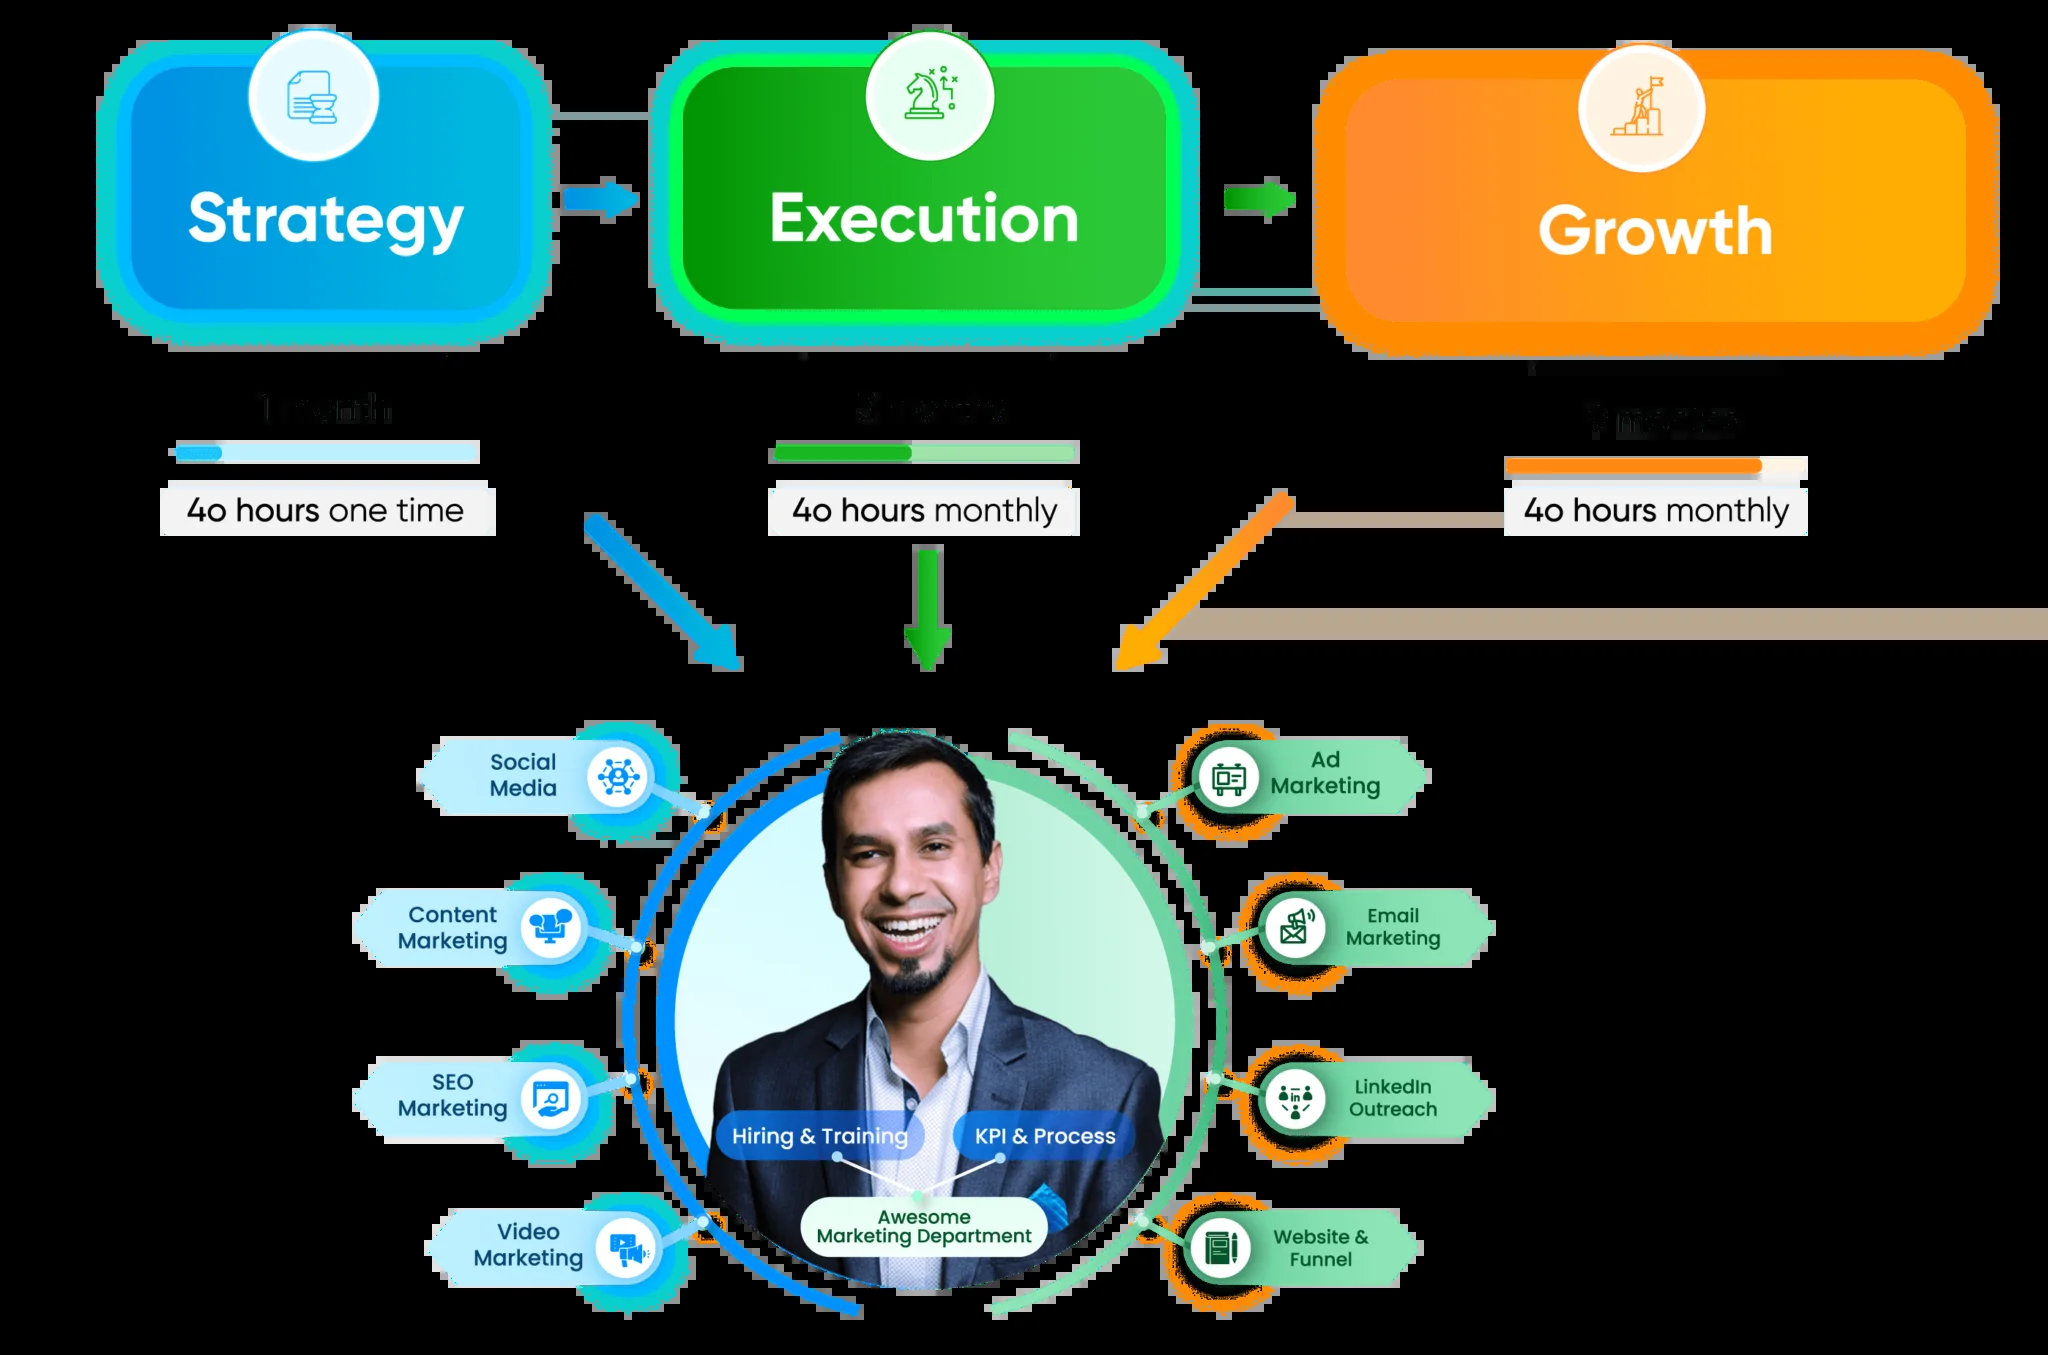 Strategy
Execution
Growth
1 month
40 hours one time
40 hours monthly
40 hours monthly
Social
Media
Content
Marketing
SEO
Marketing
Video
Marketing
Ad
Marketing
Email
Marketing
LinkedIn
Outreach
Website &
Funnel
Hiring & Training
KPI & Process
Awesome
Marketing Department